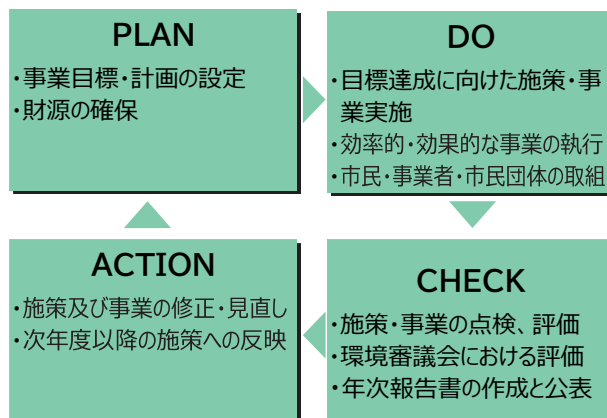 PLAN
・事業目標・計画の設定
・財源の確保
DO
・目標達成に向けた施策・事
業実施
・効率的・効果的な事業の執行
・市民・事業者・市民団体の取組
ACTION
・施策及び事業の修正・見直し
・次年度以降の施策への反映
CHECK
・施策・事業の点検、評価
・環境審議会における評価
・年次報告書の作成と公表